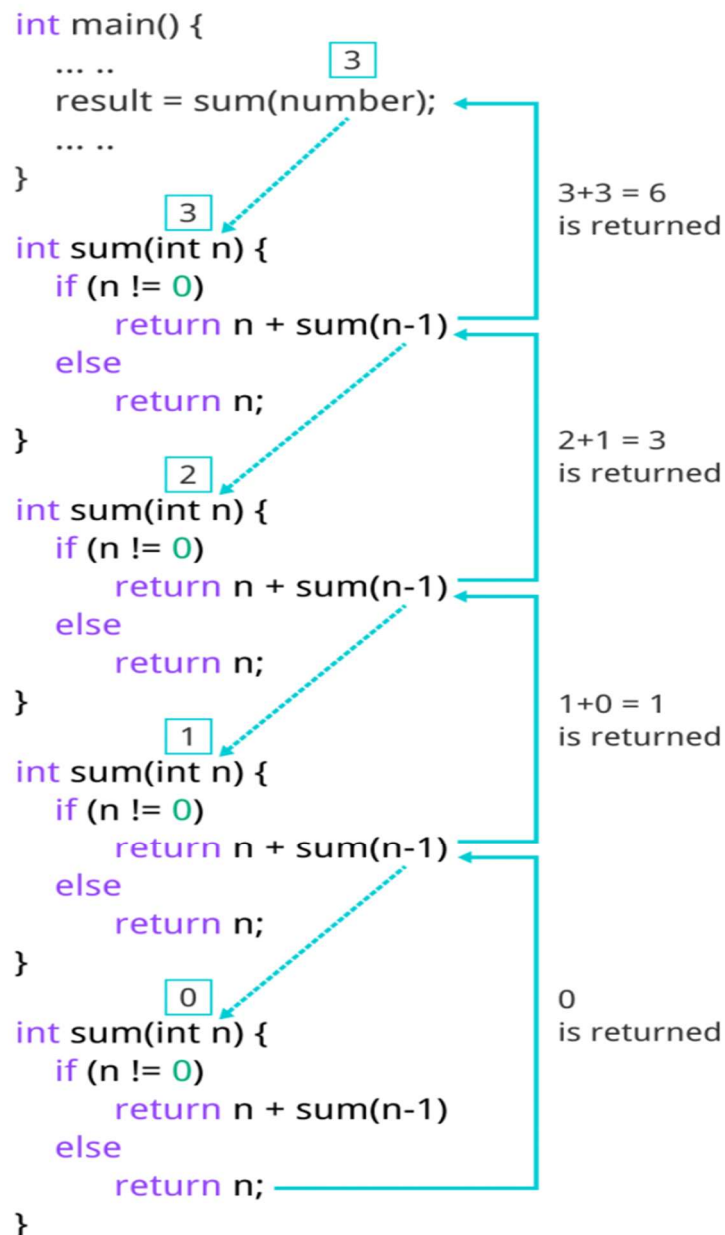 int main() {
... ..
3
result = sum(number);
... ..
}
3+3 = 6
is returned
3
int sum(int n) {
if (n != 0)
return n + sum(n-1)
else
return n;
}
2+1 = 3
is returned
2
int sum(int n) {
if (n != 0)
return n + sum(n-1)
else
return n;
}
1+0 = 1
is returned
1
int sum(int n) {
if (n != 0)
return n + sum(n-1)
else
return n;
}
0
is returned
0
int sum(int n) {
if (n != 0)
return n + sum(n-1)
else
return n;
}